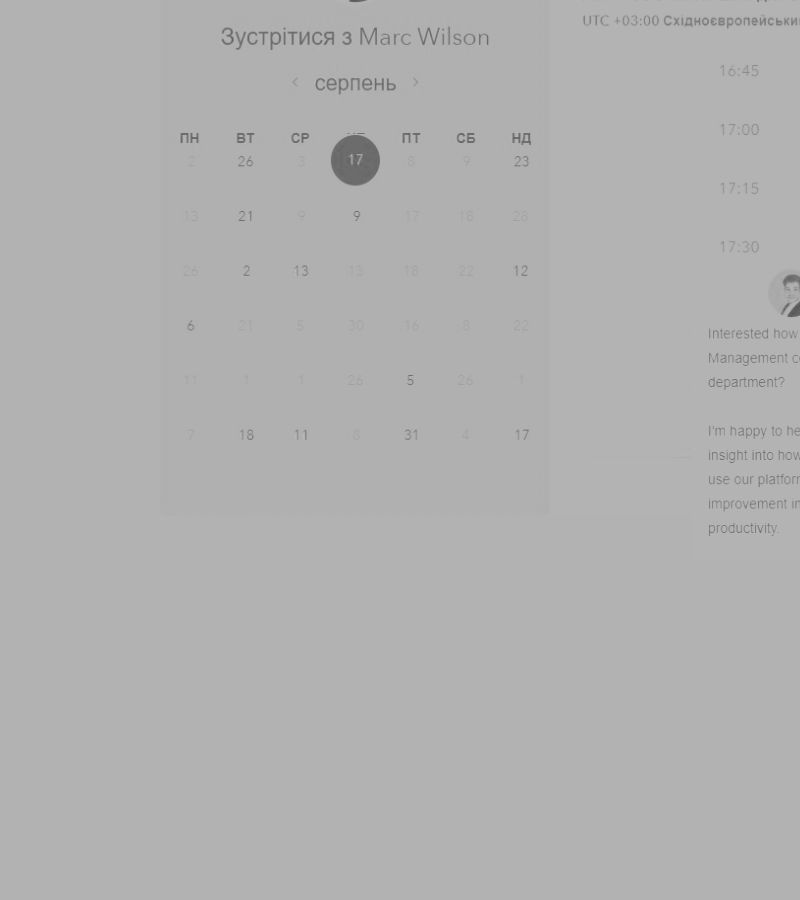 Зустрітися з Marc Wilson
серпень
ПН ВТ СР ПТ СБ НД
2 26 3 17 8 9 23
13 21 9 9 17 18 28
26 2 13 13 18 22 12
6 21 5 30 16 8 22
11 1 1 26 5 26 1
7 18 11 8 31 4 17
UTC +03:00 Східноєвропейськи
16:45
17:00
17:15
17:30
Interested how
Management co
department?
I'm happy to he
insight into how
use our platfor
improvement in
productivity.